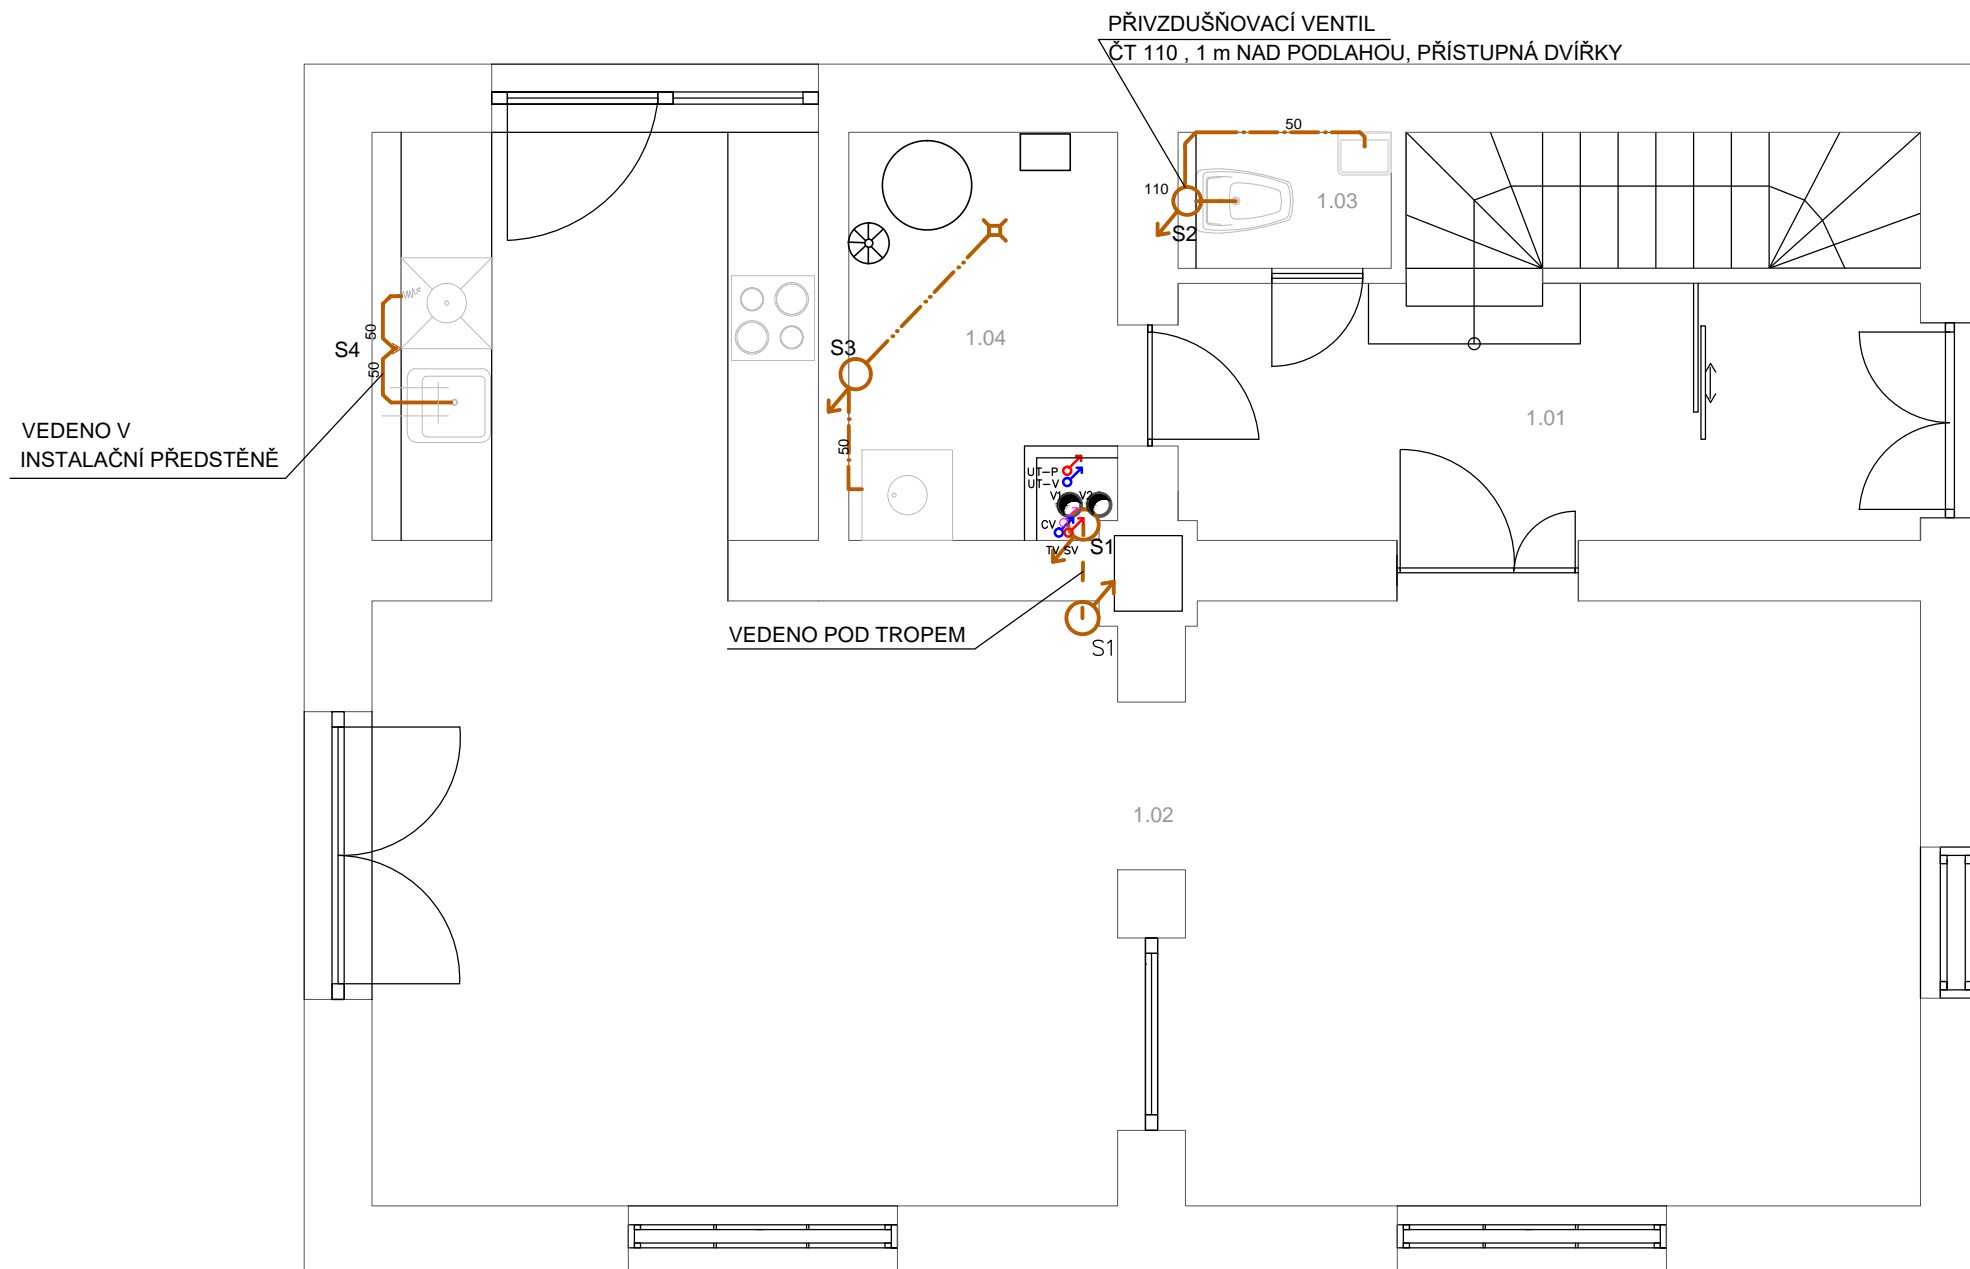 PŘIVZDUŠŇOVACÍ VENTIL
ČT 110 , 1 m NAD PODLAHOU, PŘÍSTUPNÁ DVÍŘKY
50
110
1.03
S2
50
S4
50
S3
1.04
1.01
VEDENO V
INSTALAČNÍ PŘEDSTĚNĚ
50
UT-P
UT-V
V1
V2
CV
TV
SV
S1
VEDENO POD TROPEM
S1
1.02